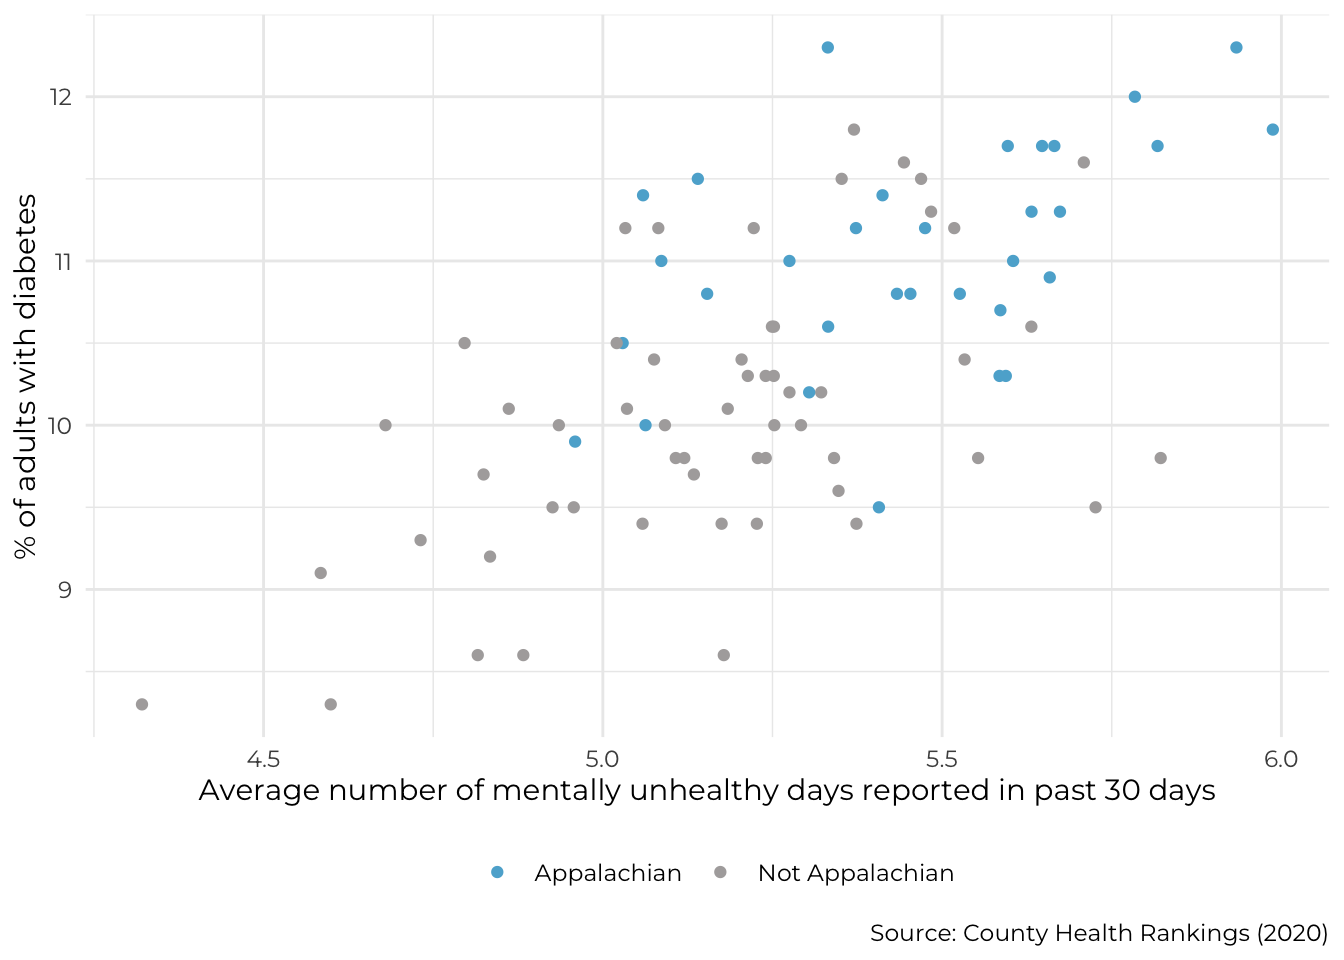 % of adults with diabetes
12
11
10
9
4.5 5.0 5.5 6.0
Average number of mentally unhealthy days reported in past 30 days
Appalachian Not Appalachian
Source: County Health Rankings (2020)